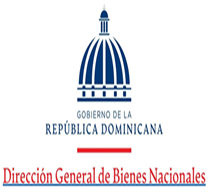 GOBIERNO DE LA
REPÚBLICA DOMINICANA
Dirección General de Bienes Nacionales